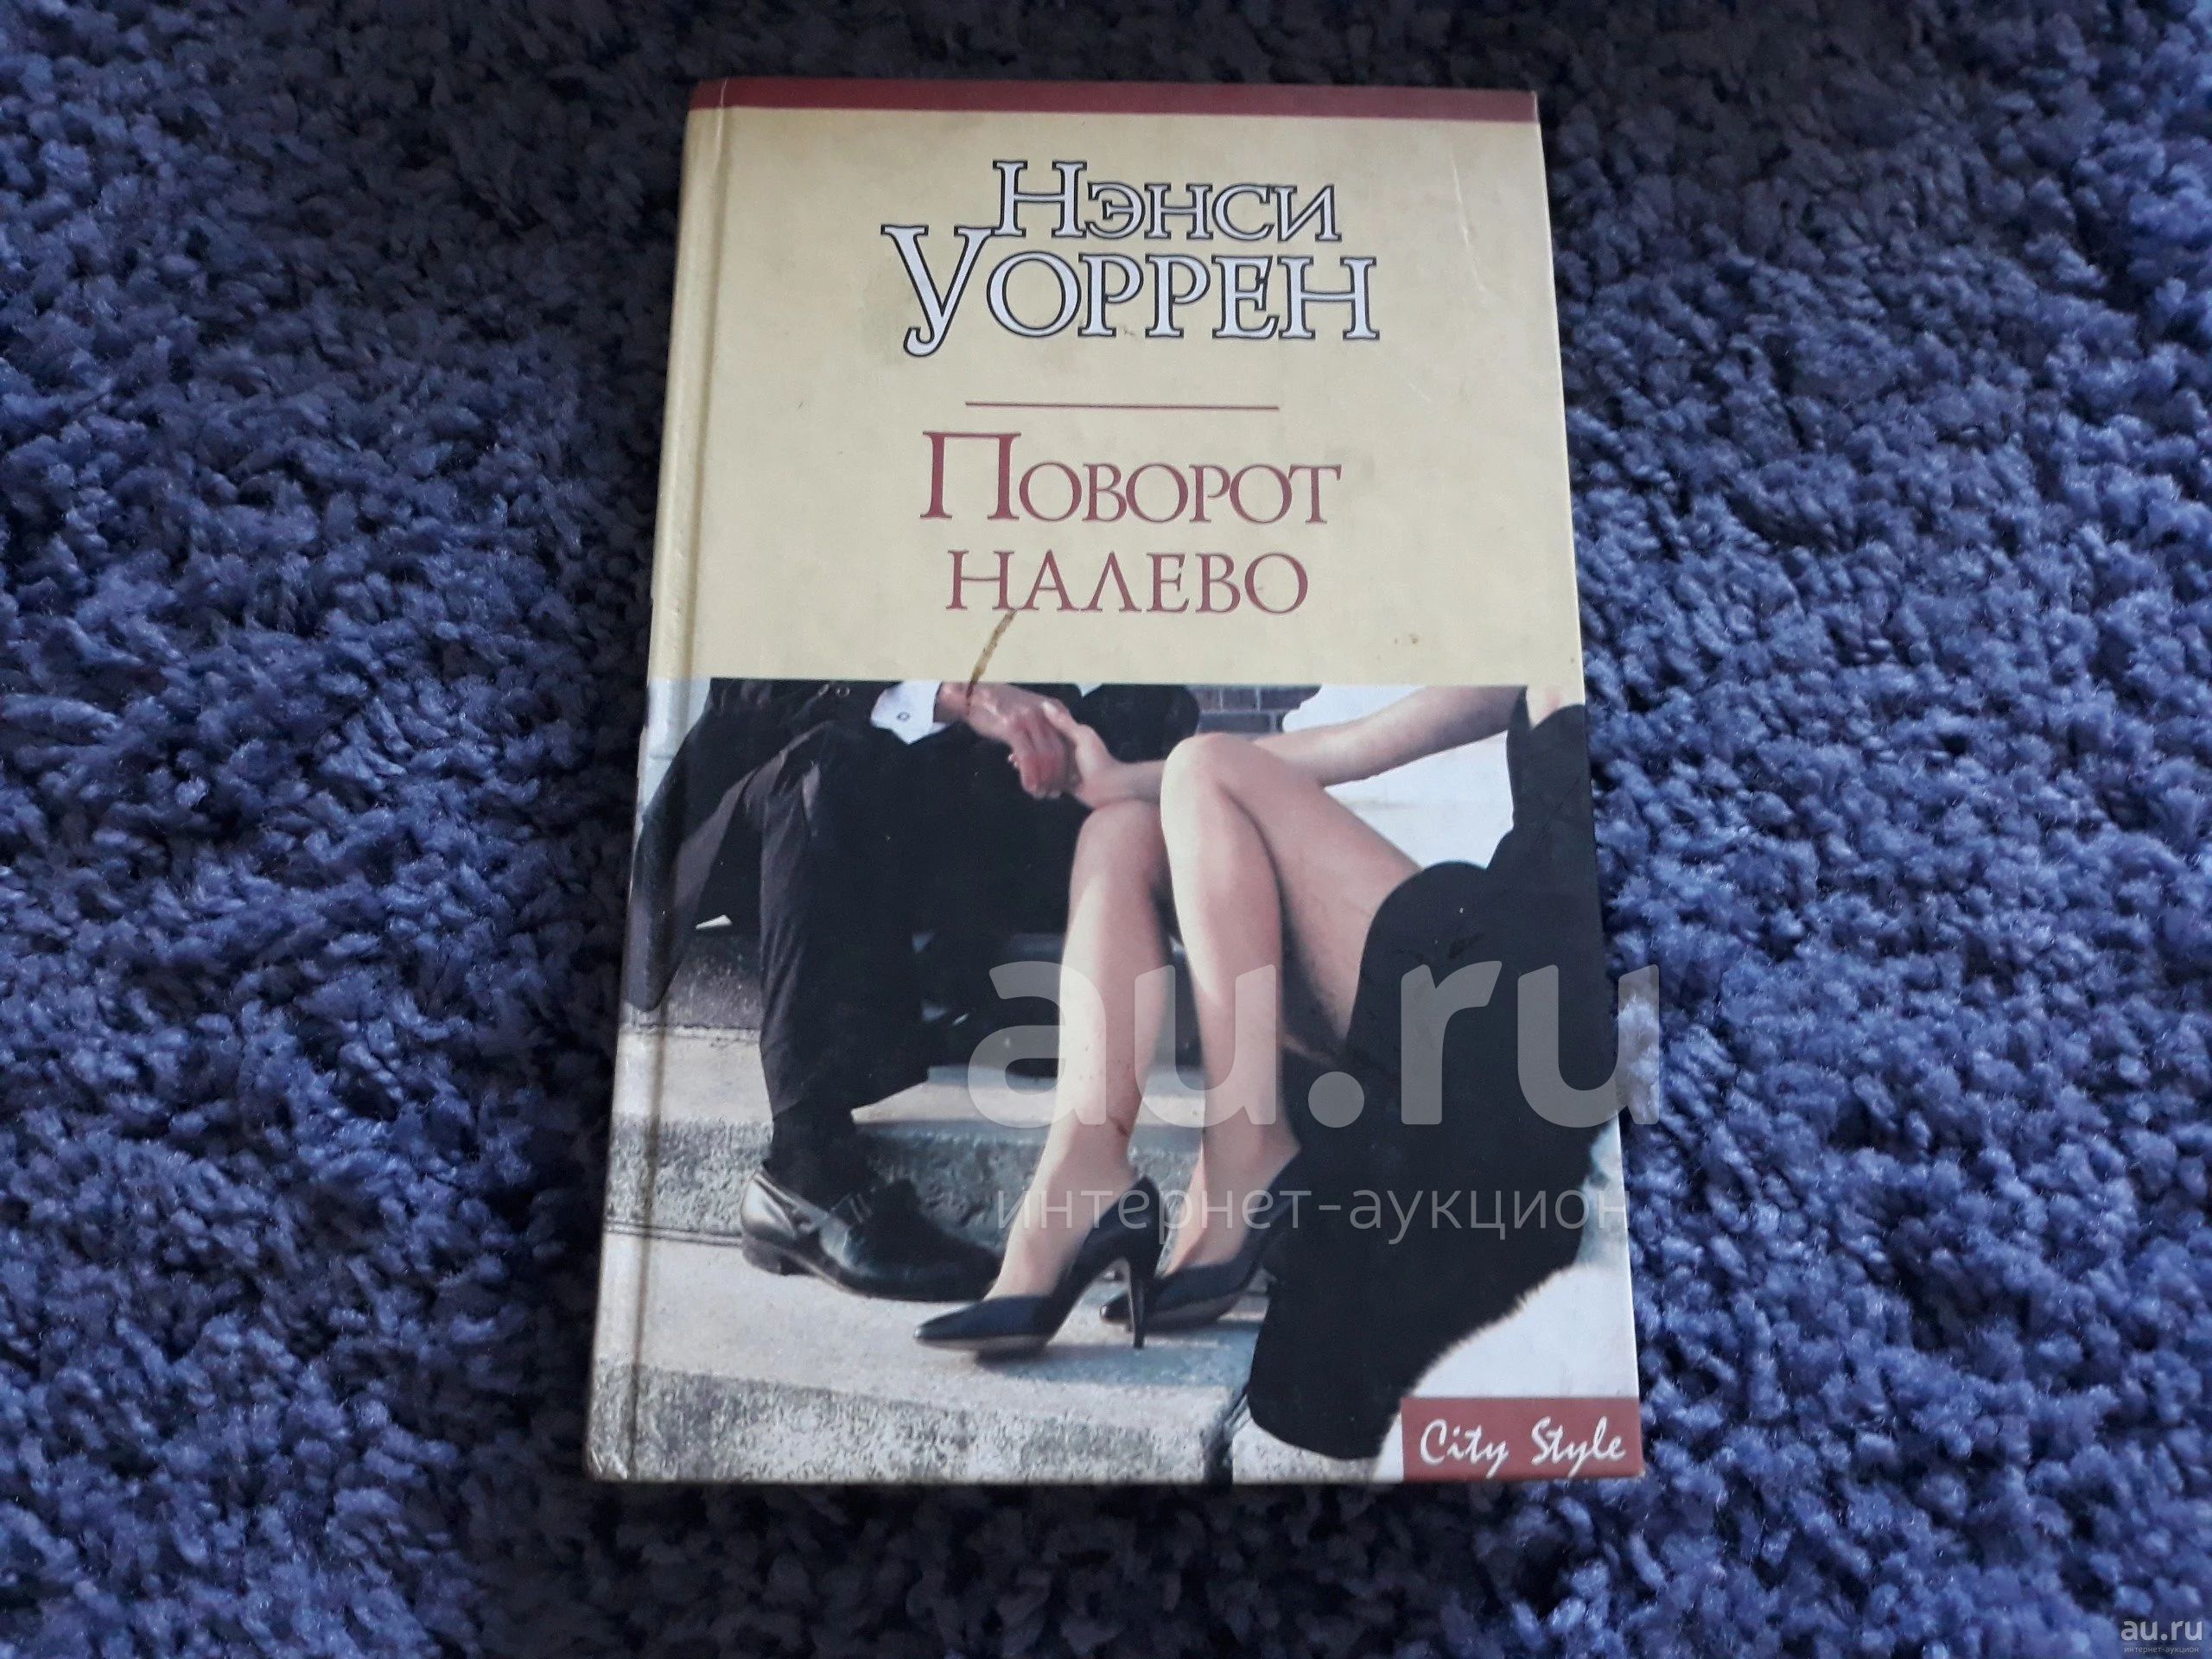 Нэнси
Уоррен
Поворот
налево
au.ru
интернет-аукцион
City Style
au.ru
интернет-аукцион